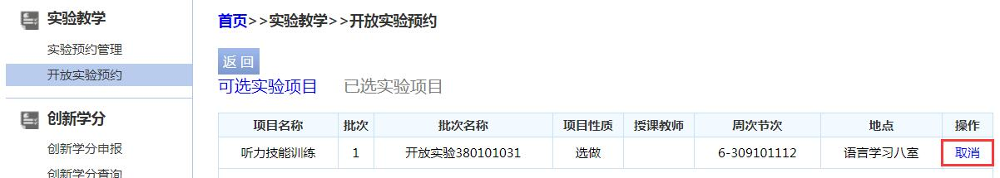 实验教学
实验预约管理
开放实验预约
创新学分
创新学分申报
创新学分查询
首页>>实验教学>>开放实验预约
返 回
可选实验项目 已选实验项目
项目名称 批次 批次名称 项目性质 授课教师 周次节次 地点 操作
听力技能训练 1 开放实验380101031 选做 6-309101112 语言学习八室 取消